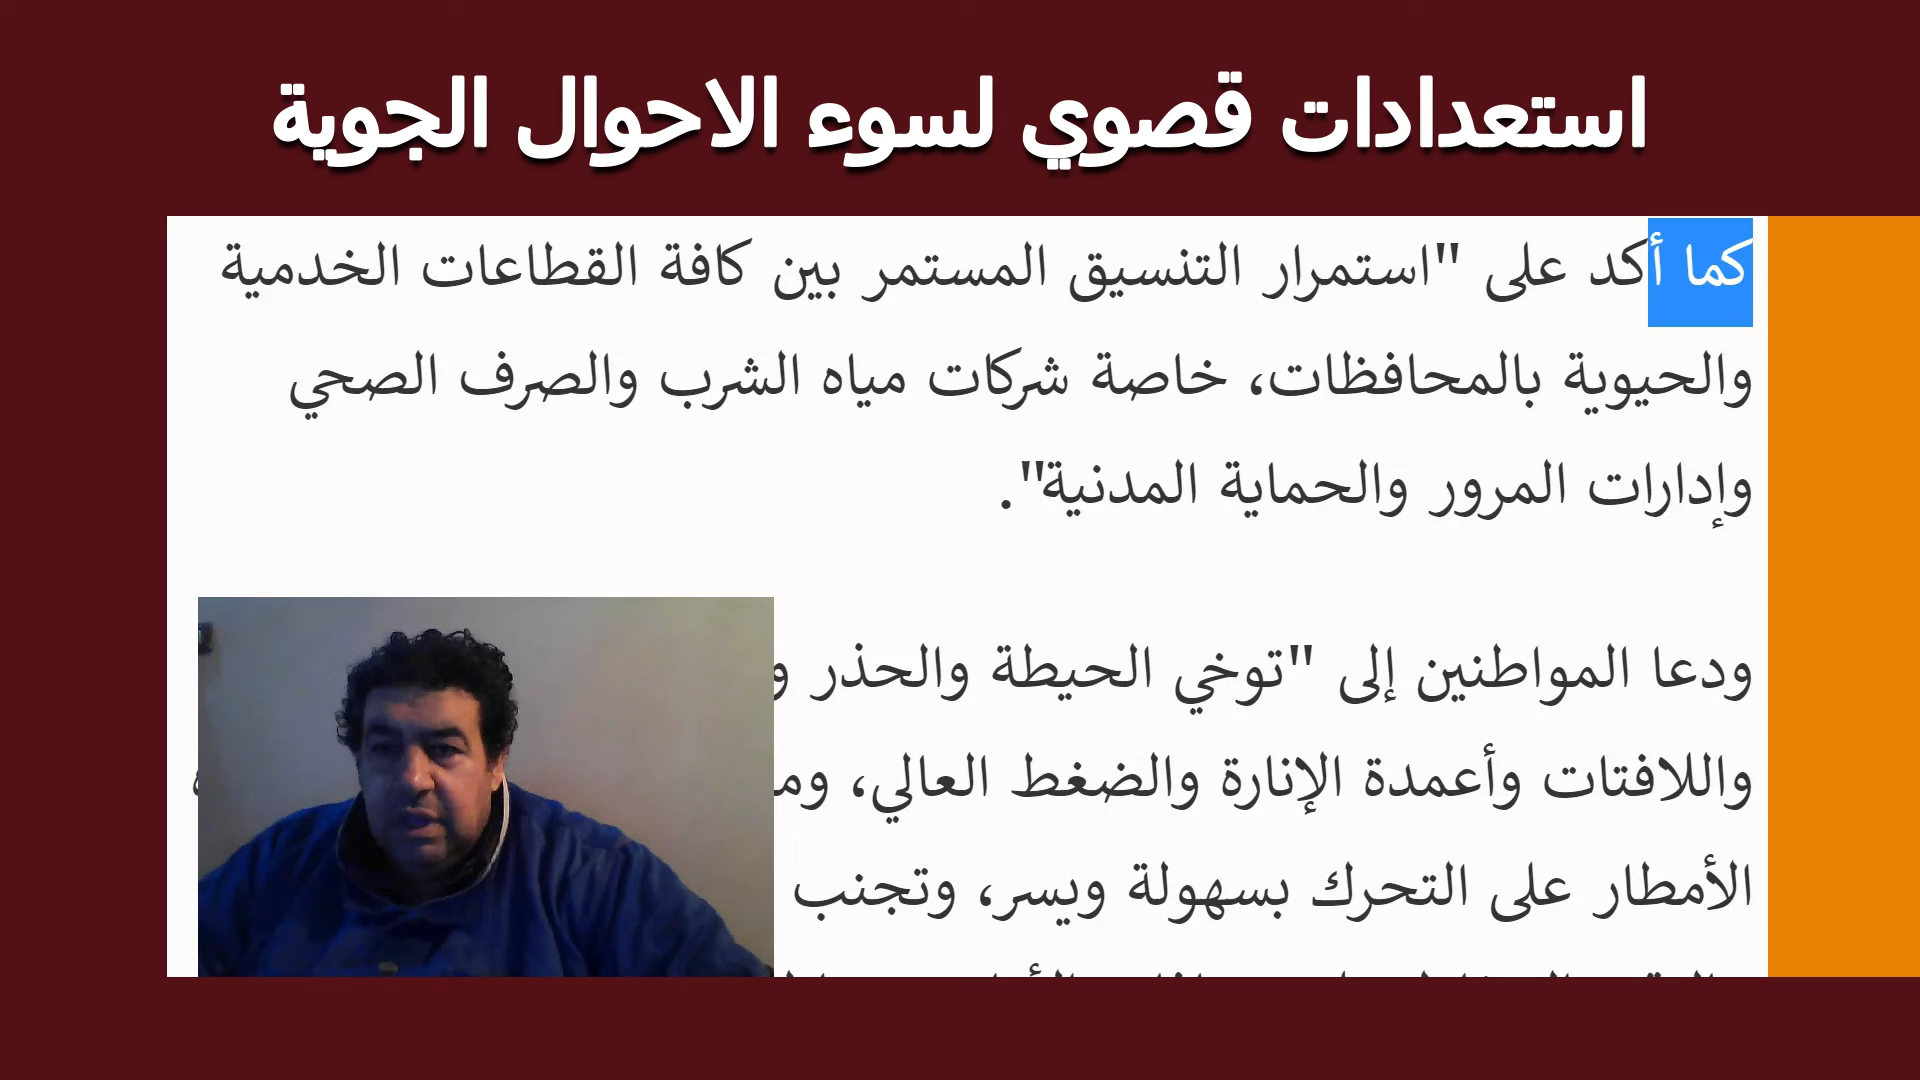 استعدادات قصوي لسوء الاحوال الجوية
كما أكد على "استمرار التنسيق المستمر بين كافة القطاعات الخدمية
والحيوية بالمحافظات، خاصة شركات مياه الشرب والصرف الصحي
وإدارات المرور والحماية المدنية".
ودعا المواطنين إلى "توخي الحيطة والحذر و
واللافتات وأعمدة الإنارة والضغط العالي،
الأمطار على التحرك بسهولة ويسر، وتجنب